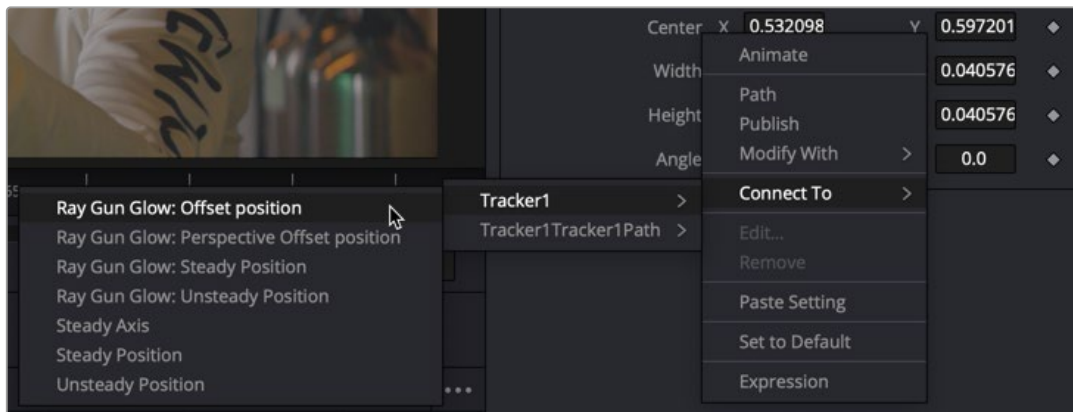 Center X 0.532098 Y 0.597201
Width 0.040576
Height 0.040576
Angle 0.0
Animate
Path
Publish
Modify With >
Connect To >
Edit...
Remove
Paste Setting
Set to Default
Expression
Tracker1 >
Tracker1Tracker1Path >
Ray Gun Glow: Offset position
Ray Gun Glow: Perspective Offset position
Ray Gun Glow: Steady Position
Ray Gun Glow: Unsteady Position
Steady Axis
Steady Position
Unsteady Position